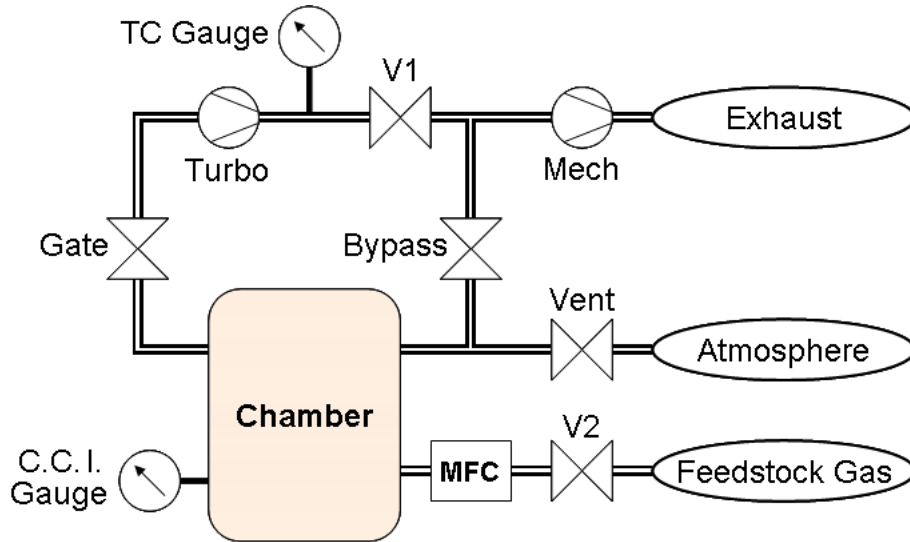 TC Gauge
V1
Exhaust
Turbo
Mech
Gate
Bypass
Vent
Atmosphere
Chamber
V2
C.C.I.
Gauge
MFC
Feedstock Gas